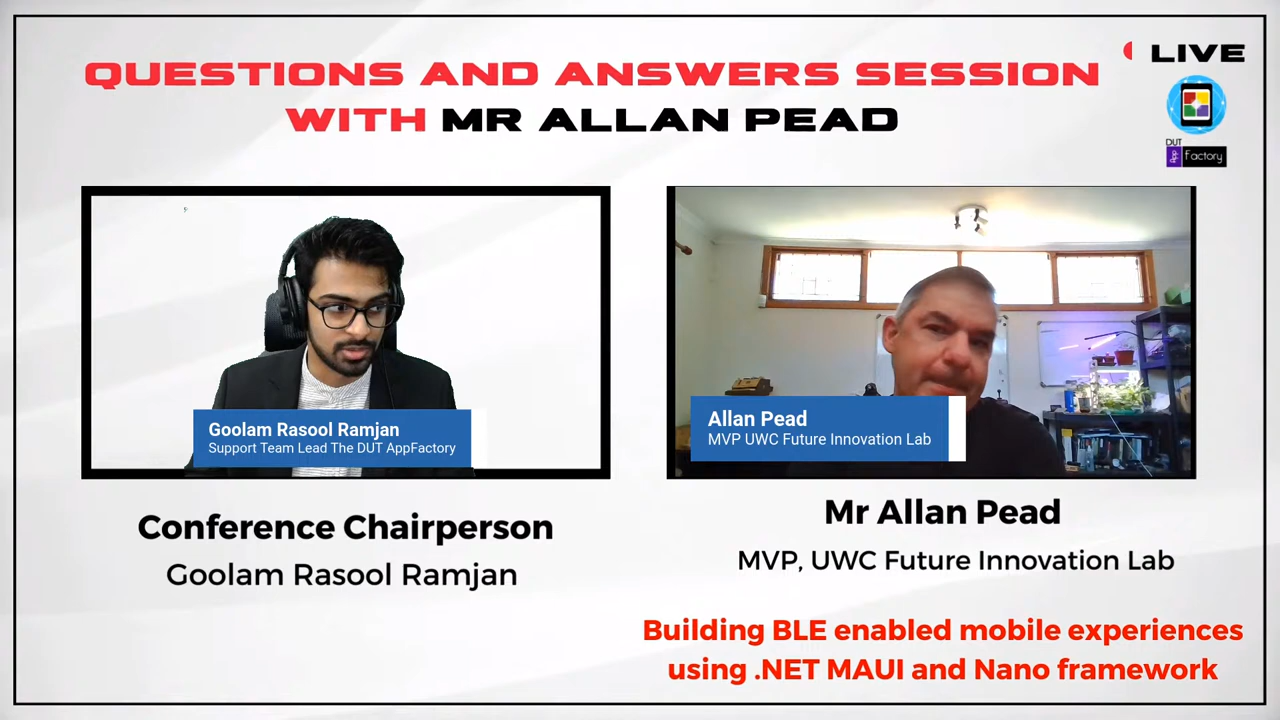 QUESTIONS AND ANSWERS SESSION
WITH MR ALLAN PEAD
LIVE
DUT
App Factory
Goolam Rasool Ramjan
Support Team Lead The DUT AppFactory
Allan Pead
MVP UWC Future Innovation Lab
Conference Chairperson
Goolam Rasool Ramjan
Mr Allan Pead
MVP, UWC Future Innovation Lab
Building BLE enabled mobile experiences
using .NET MAUI and Nano framework